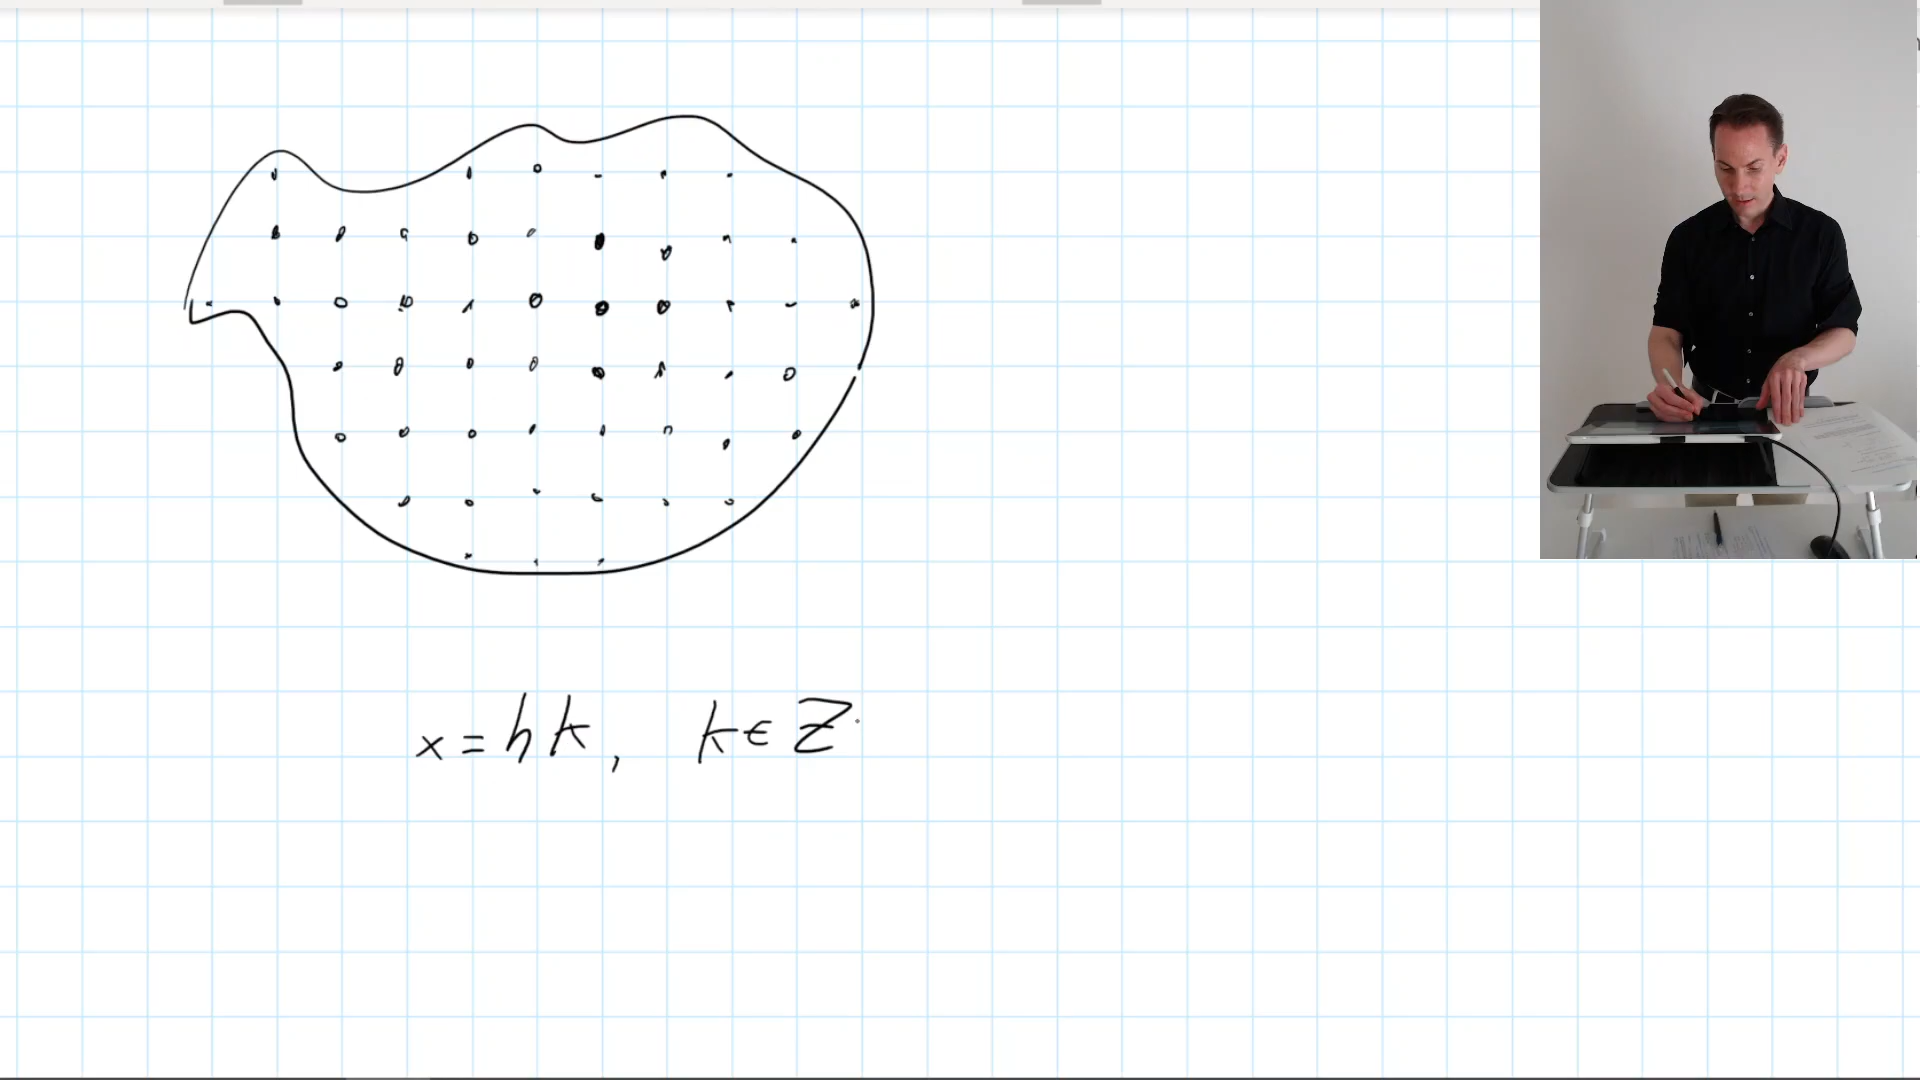 x = hk, k ∈ Z